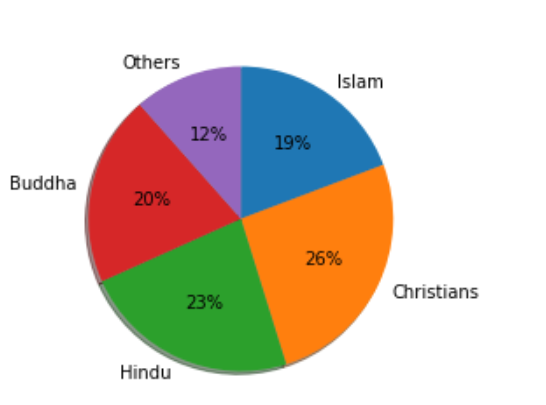 Others
Islam
12%
19%
Buddha
20%
26%
Christians
23%
Hindu